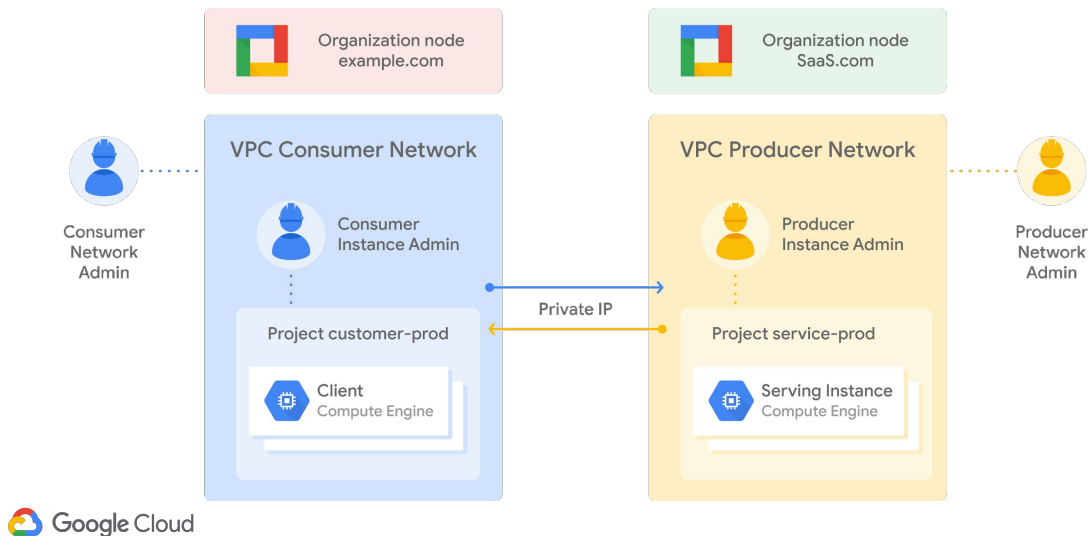 Organization node
example.com
Organization node
SaaS.com
VPC Consumer Network
VPC Producer Network
Consumer
Network
Admin
Consumer
Instance Admin
Producer
Instance Admin
Producer
Network
Admin
Private IP
Project customer-prod
Project service-prod
Client
Compute Engine
Serving Instance
Compute Engine
Google Cloud